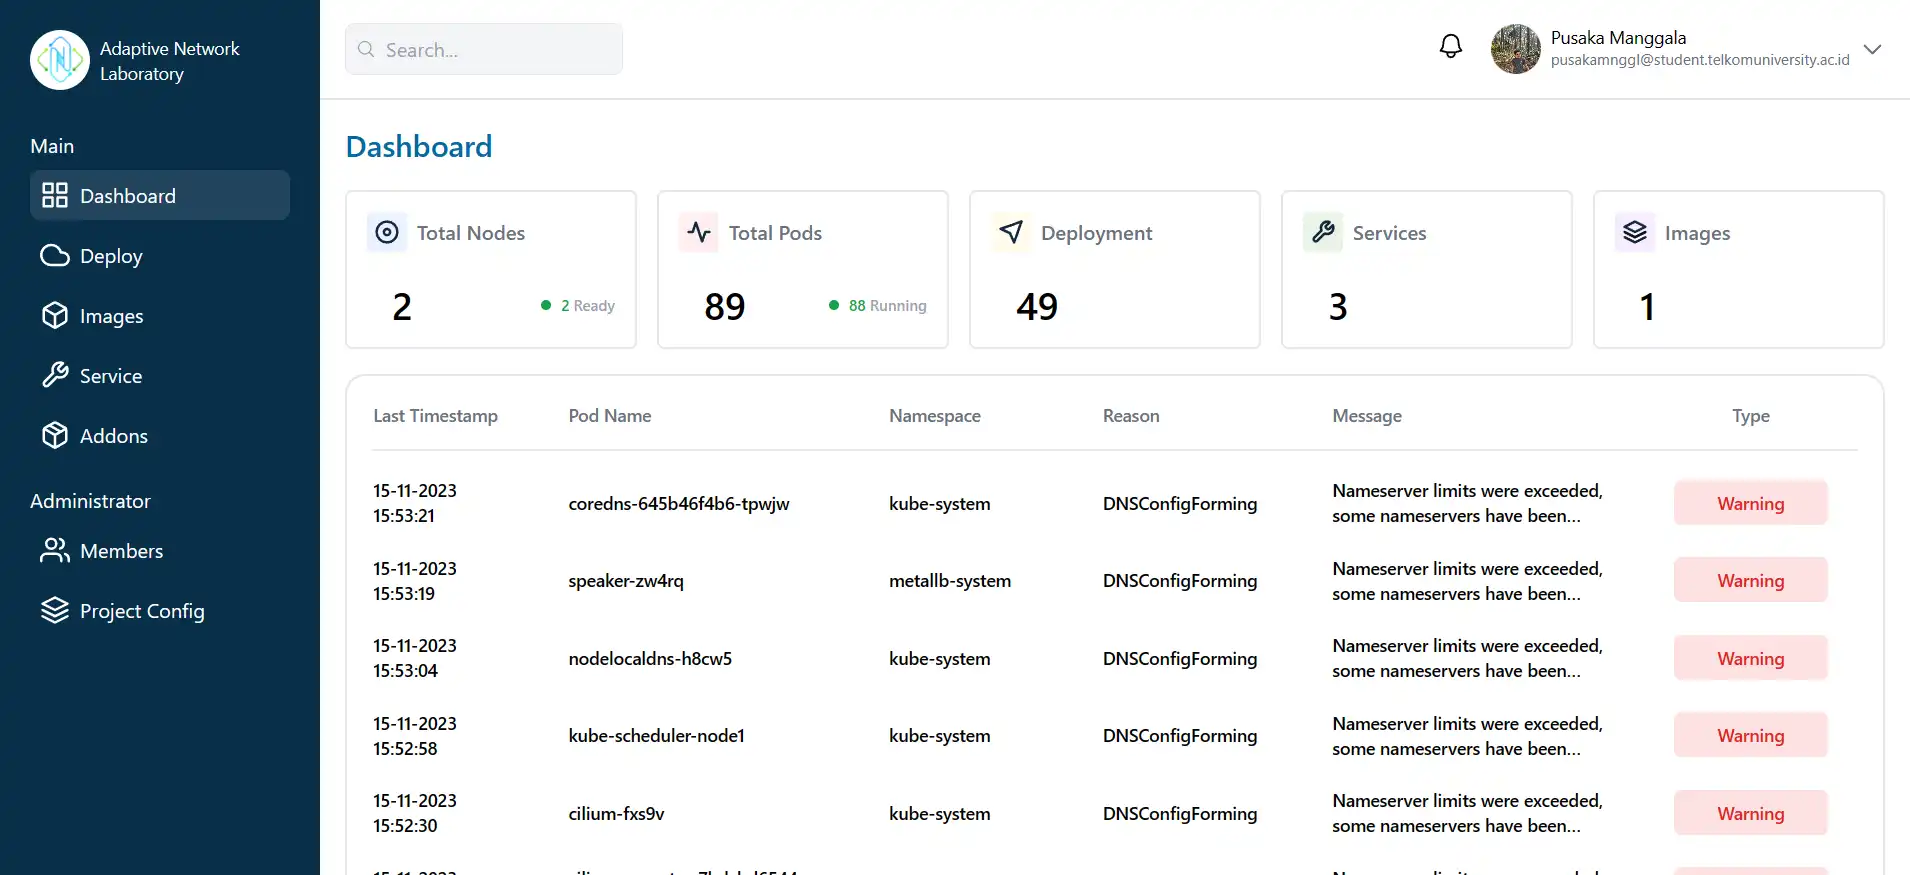 Adaptive Network
Laboratory
Main
Dashboard
Deploy
Images
Service
Addons
Administrator
Members
Project Config
Search...
Pusaka Manggala
pusakamnggl@student.telkomuniversity.ac.id
Dashboard
Total Nodes
2
2 Ready
Total Pods
89
88 Running
Deployment
49
Services
3
Images
1
Last Timestamp Pod Name Namespace Reason Message Type
15-11-2023
15:53:21
coredns-645b46f4b6-tpwjw
kube-system
DNSConfigForming
Nameserver limits were exceeded,
some nameservers have been...
Warning
15-11-2023
15:53:19
speaker-zw4rq
metallb-system
DNSConfigForming
Nameserver limits were exceeded,
some nameservers have been...
Warning
15-11-2023
15:53:04
nodelocaldns-h8cw5
kube-system
DNSConfigForming
Nameserver limits were exceeded,
some nameservers have been...
Warning
15-11-2023
15:52:58
kube-scheduler-node1
kube-system
DNSConfigForming
Nameserver limits were exceeded,
some nameservers have been...
Warning
15-11-2023
15:52:30
cilium-fxs9v
kube-system
DNSConfigForming
Nameserver limits were exceeded,
some nameservers have been...
Warning